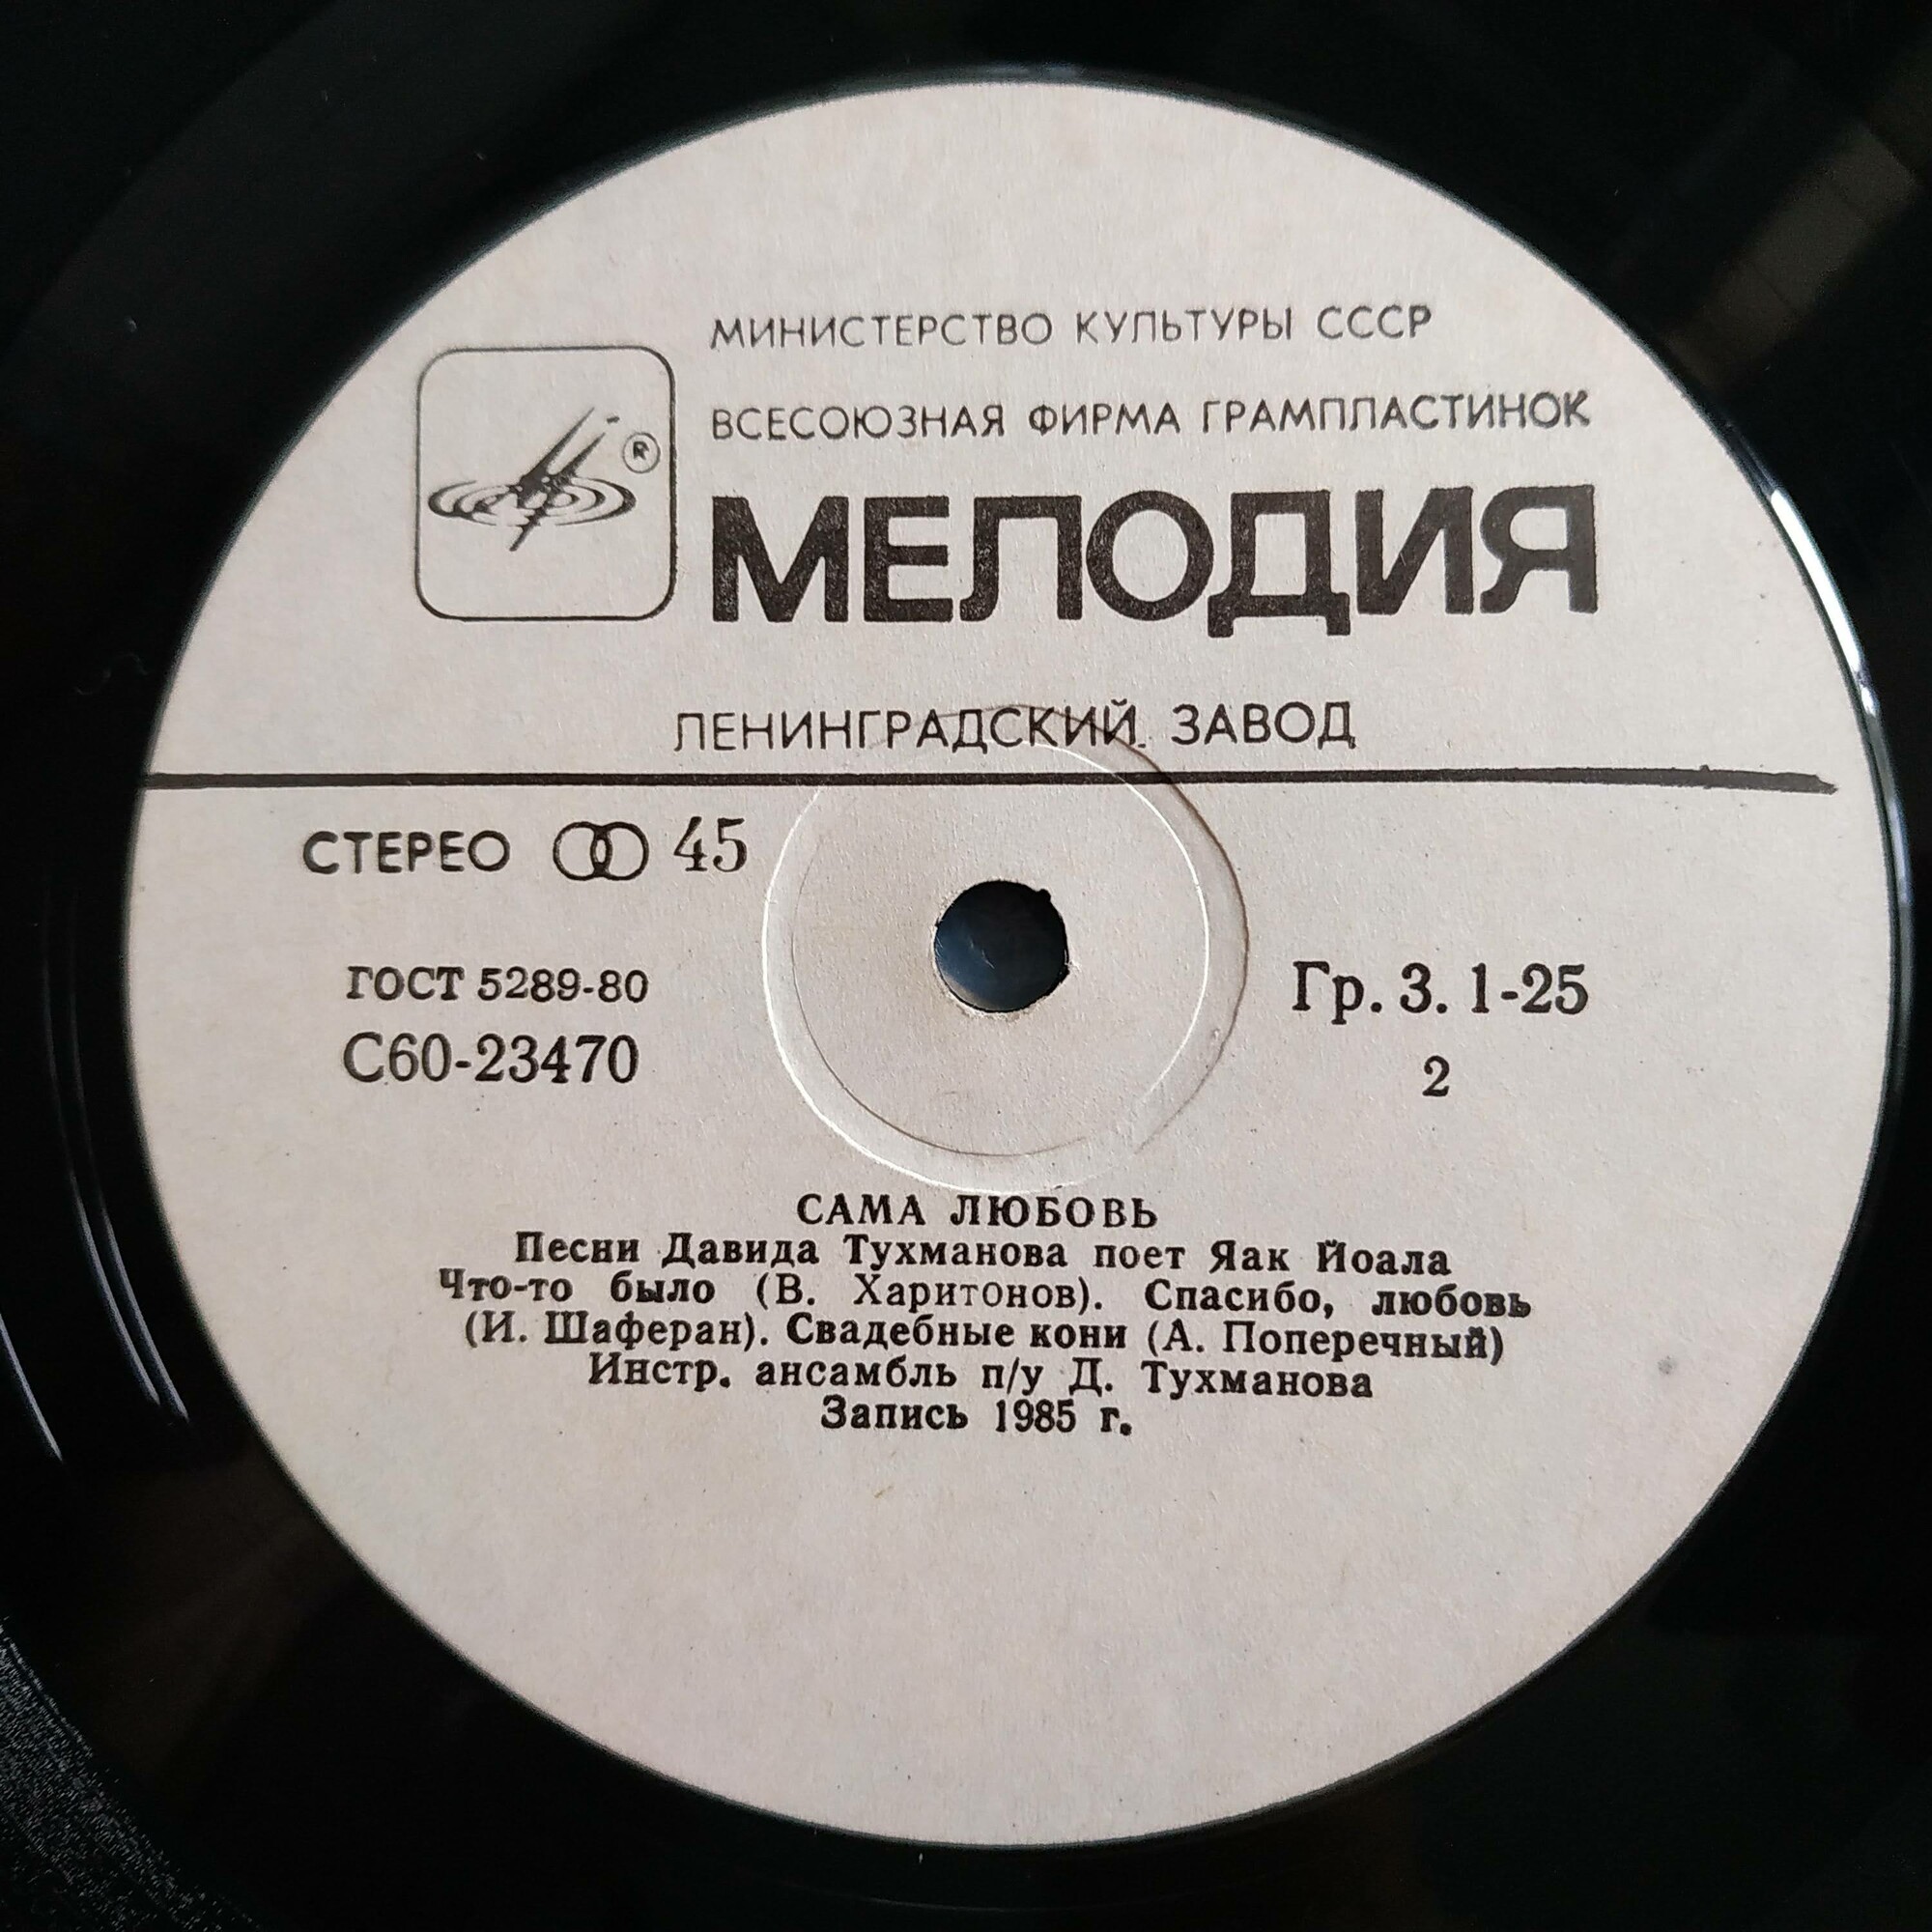 МИНИСТЕРСТВО КУЛЬТУРЫ СССР
ВСЕСОЮЗНАЯ ФИРМА ГРАМПЛАСТИНОК
®
МЕЛОДИЯ
ЛЕНИНГРАДСКИЙ ЗАВОД
СТЕРЕО 45
ГОСТ 5289-80
Гр. 3. 1-25
С60-23470
2
САМА ЛЮБОВЬ
Песни Давида Тухманова поет Яак Йоала
Что-то было (В. Харитонов). Спасибо, любовь
(И. Шаферан). Свадебные кони (А. Поперечный)
Инстр. ансамбль п/у Д. Тухманова
Запись 1985 г.